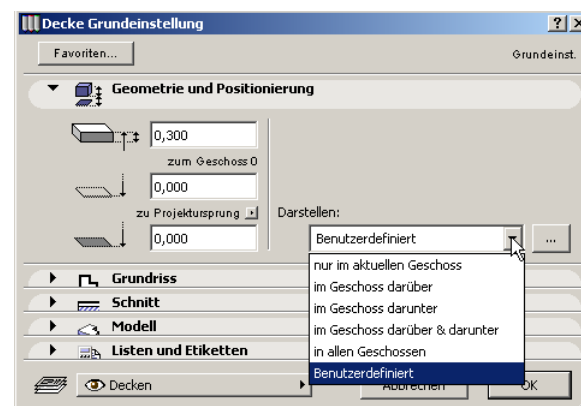 Decke Grundeinstellung
Favoriten...
Grundeinst.
Geometrie und Positionierung
0,300
zum Geschoss 0
0,000
zu Projektursprung
0,000
Darstellen:
Benutzerdefiniert
...
nur im aktuellen Geschoss
im Geschoss darüber
im Geschoss darunter
im Geschoss darüber & darunter
in allen Geschossen
Benutzerdefiniert
Grundriss
Schnitt
Modell
Listen und Etiketten
Decken
Abbrechen
OK